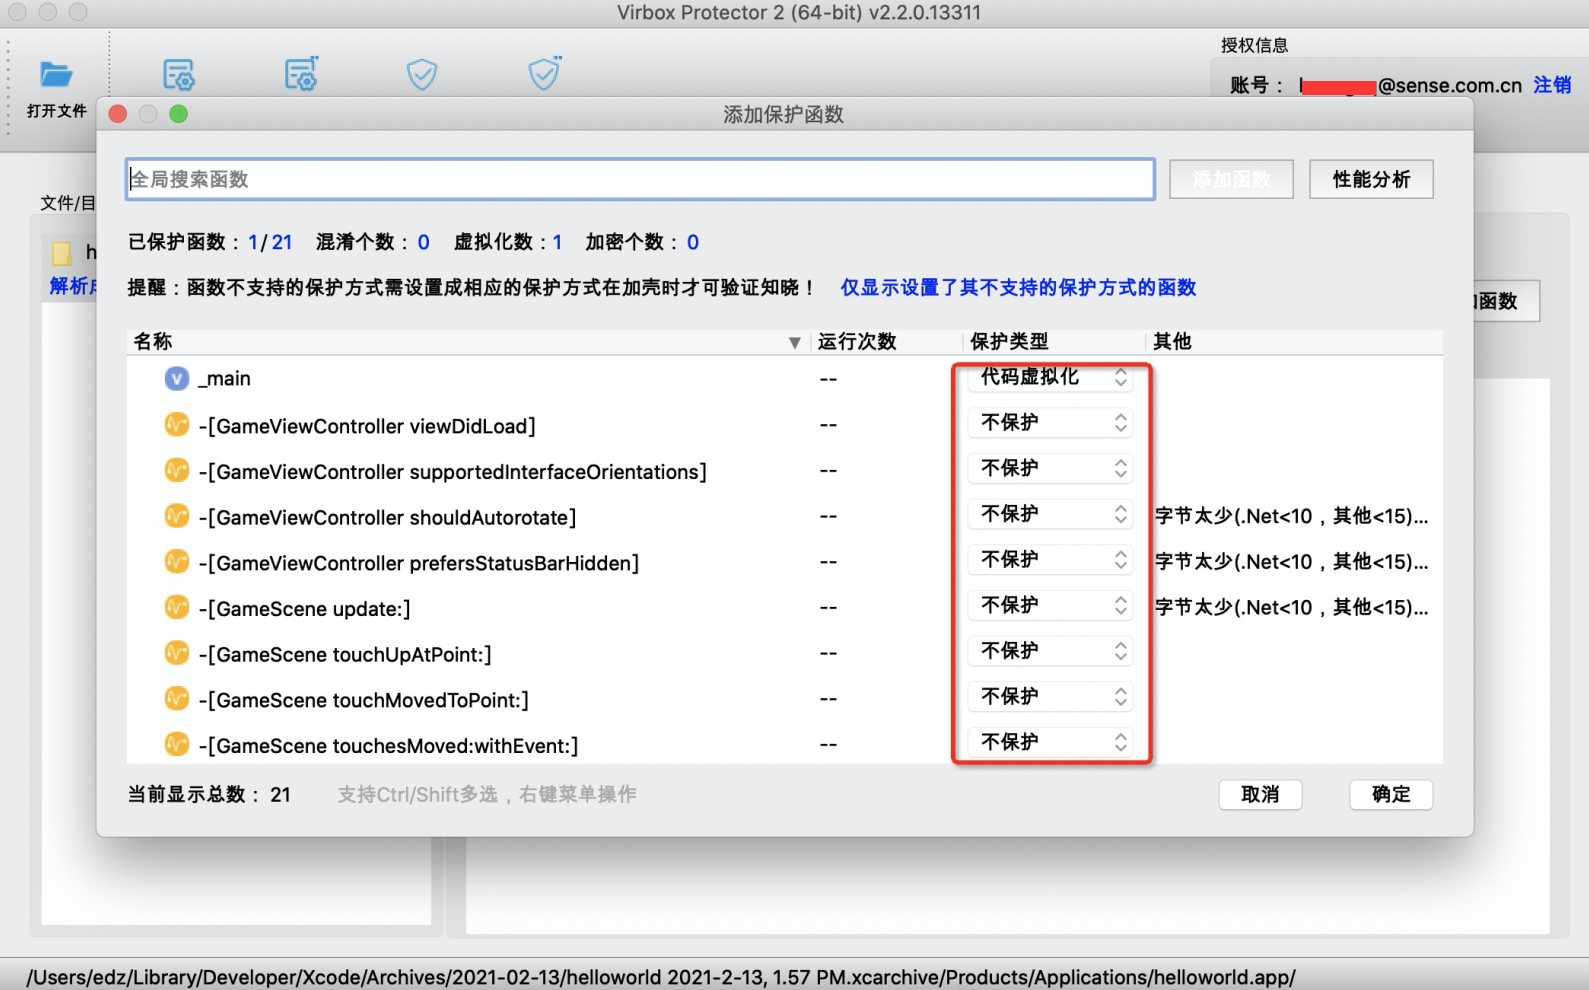 Virbox Protector 2 (64-bit) v2.2.0.13311
授权信息
账号： @sense.com.cn 注销
打开文件
添加保护函数
全局搜索函数 添加函数 性能分析
文件/目
已保护函数：1/21 混淆个数：0 虚拟化数：1 加密个数：0
h
解析
提醒：函数不支持的保护方式需设置成相应的保护方式在加壳时才可验证知晓！ 仅显示设置了其不支持的保护方式的函数
函数
名称 ▼ 运行次数 保护类型 其他
V _main -- 代码虚拟化
-[GameViewController viewDidLoad] -- 不保护
-[GameViewController supportedInterfaceOrientations] -- 不保护
-[GameViewController shouldAutorotate] -- 不保护 字节太少(.Net<10，其他<15)...
-[GameViewController prefersStatusBarHidden] -- 不保护 字节太少(.Net<10，其他<15)...
-[GameScene update:] -- 不保护 字节太少(.Net<10，其他<15)...
-[GameScene touchUpAtPoint:] -- 不保护
-[GameScene touchMovedToPoint:] -- 不保护
-[GameScene touchesMoved:withEvent:] -- 不保护
当前显示总数： 21 支持Ctrl/Shift多选，右键菜单操作 取消 确定
/Users/edz/Library/Developer/Xcode/Archives/2021-02-13/helloworld 2021-2-13, 1.57 PM.xcarchive/Products/Applications/helloworld.app/